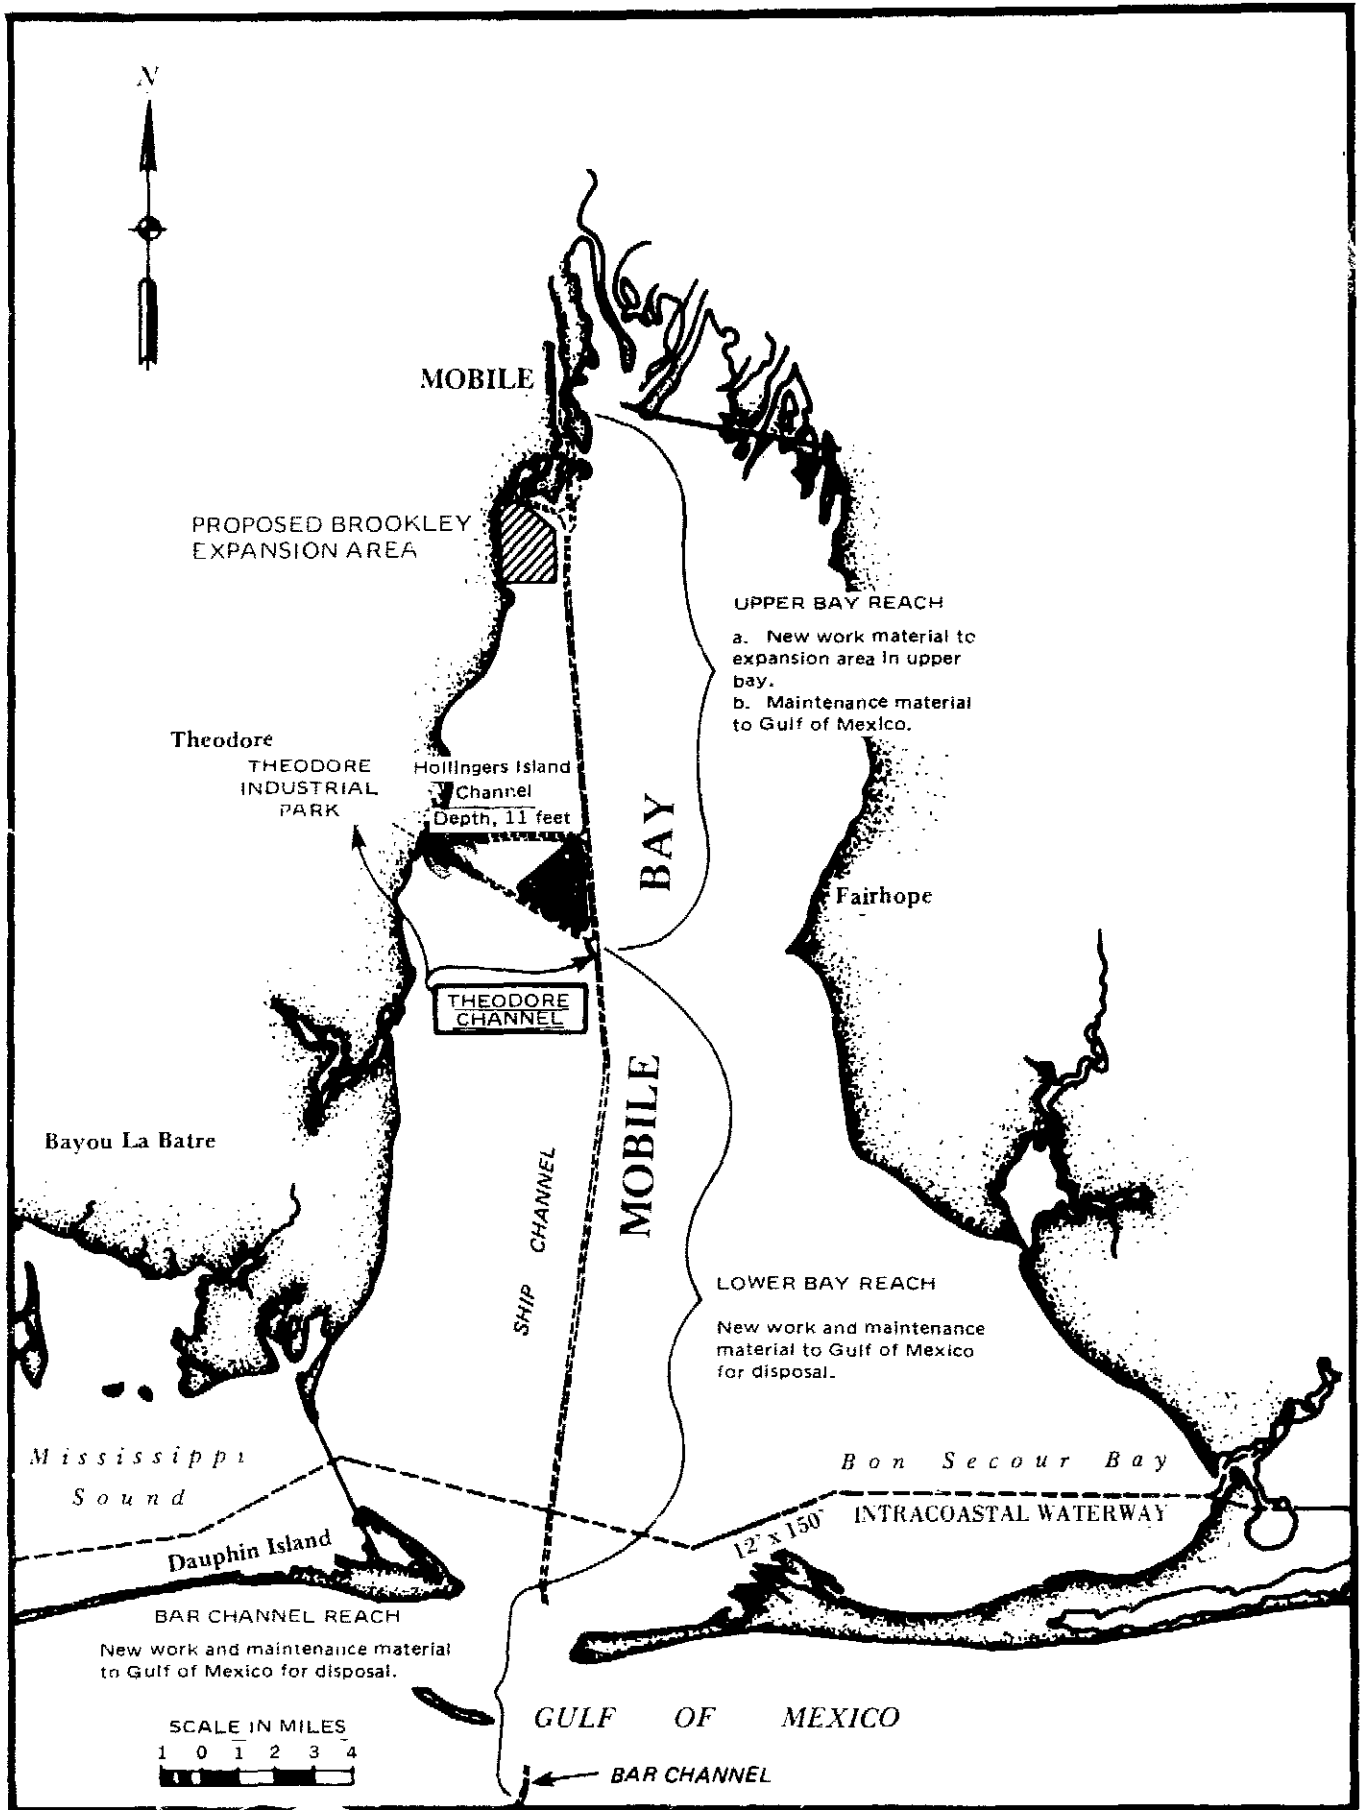 N
MOBILE
PROPOSED BROOKLEY
EXPANSION AREA
UPPER BAY REACH
a. New work material to
expansion area in upper
bay.
b. Maintenance material
to Gulf of Mexico.
Theodore
THEODORE
INDUSTRIAL
PARK
Hollingers Island
Channel
Depth, 11 feet
BAY
Fairhope
THEODORE
CHANNEL
MOBILE
Bayou La Batre
SHIP CHANNEL
LOWER BAY REACH
New work and maintenance
material to Gulf of Mexico
for disposal.
Mississippi
Sound
Bon Secour Bay
INTRACOASTAL WATERWAY
12' x 150'
Dauphin Island
BAR CHANNEL REACH
New work and maintenance material
to Gulf of Mexico for disposal.
GULF OF MEXICO
SCALE IN MILES
1 0 1 2 3 4
BAR CHANNEL